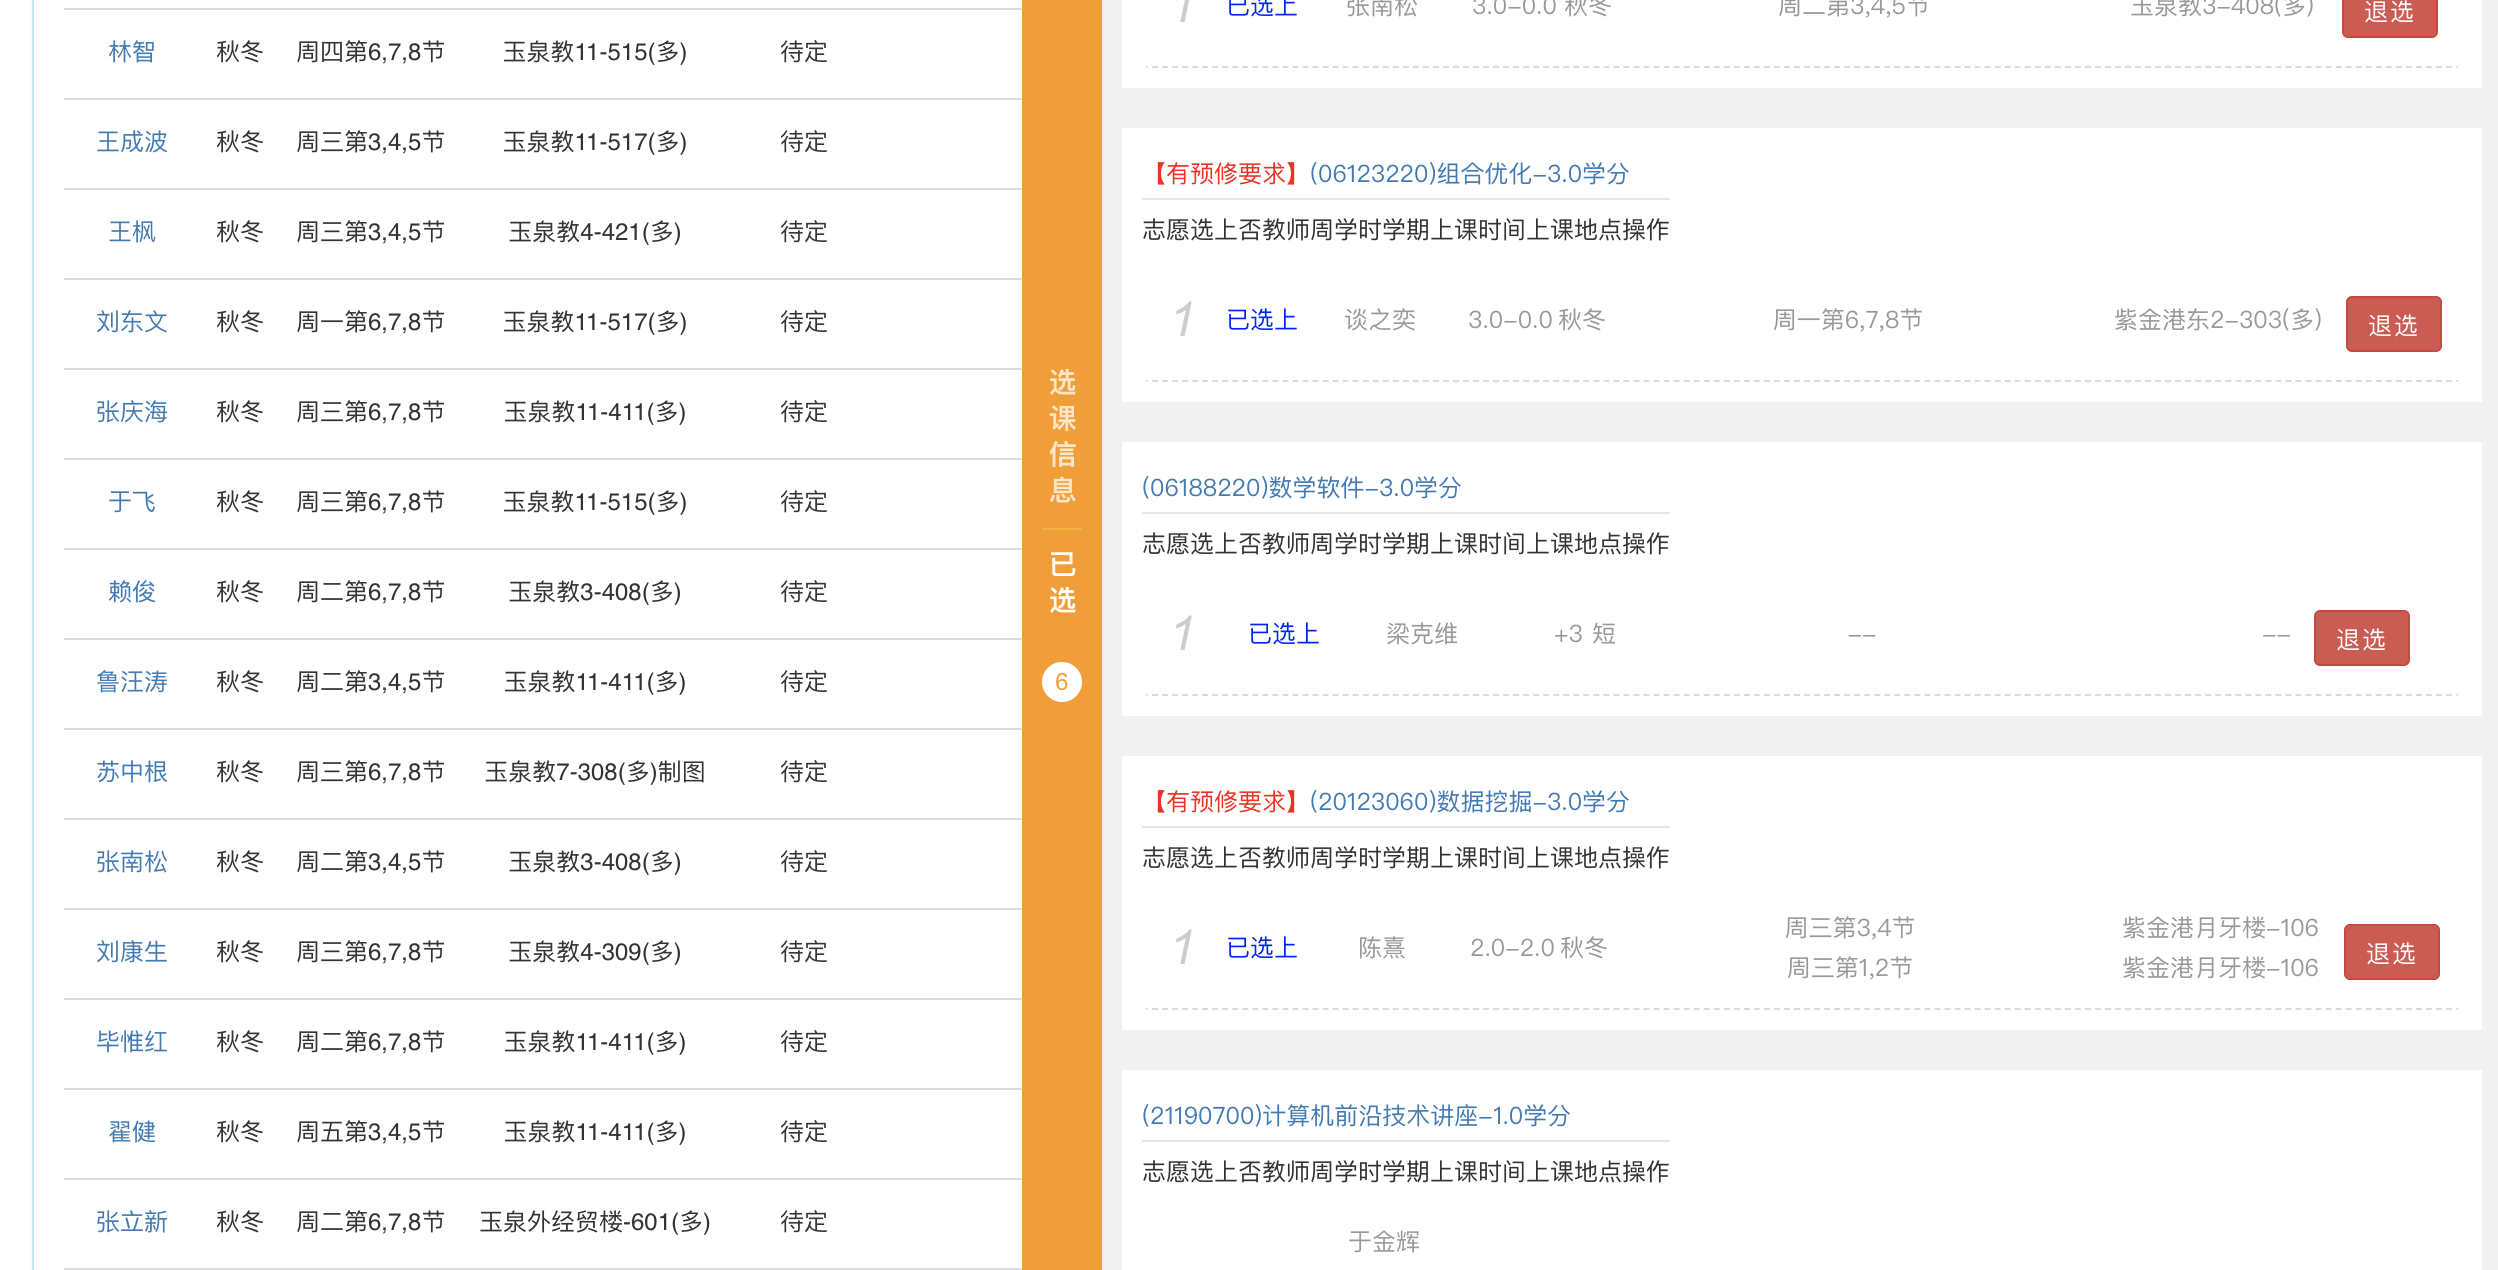 林智 秋冬 周四第6,7,8节 玉泉教11-515(多) 待定
王成波 秋冬 周三第3,4,5节 玉泉教11-517(多) 待定
王枫 秋冬 周三第3,4,5节 玉泉教4-421(多) 待定
刘东文 秋冬 周一第6,7,8节 玉泉教11-517(多) 待定
张庆海 秋冬 周三第6,7,8节 玉泉教11-411(多) 待定
于飞 秋冬 周三第6,7,8节 玉泉教11-515(多) 待定
赖俊 秋冬 周二第6,7,8节 玉泉教3-408(多) 待定
鲁汪涛 秋冬 周二第3,4,5节 玉泉教11-411(多) 待定
苏中根 秋冬 周三第6,7,8节 玉泉教7-308(多)制图 待定
张南松 秋冬 周二第3,4,5节 玉泉教3-408(多) 待定
刘康生 秋冬 周三第6,7,8节 玉泉教4-309(多) 待定
毕惟红 秋冬 周二第6,7,8节 玉泉教11-411(多) 待定
翟健 秋冬 周五第3,4,5节 玉泉教11-411(多) 待定
张立新 秋冬 周二第6,7,8节 玉泉外经贸楼-601(多) 待定
选课信息
已选
6
1 已选上 张南松 3.0-0.0 秋冬 周二第3,4,5节 玉泉教3-408(多) 退选
【有预修要求】(06123220)组合优化-3.0学分
志愿选上否教师周学时学期上课时间上课地点操作
1 已选上 谈之奕 3.0-0.0 秋冬 周一第6,7,8节 紫金港东2-303(多) 退选
(06188220)数学软件-3.0学分
志愿选上否教师周学时学期上课时间上课地点操作
1 已选上 梁克维 +3 短 -- -- 退选
【有预修要求】(20123060)数据挖掘-3.0学分
志愿选上否教师周学时学期上课时间上课地点操作
周三第3,4节 紫金港月牙楼-106
1 已选上 陈熹 2.0-2.0 秋冬 退选
周三第1,2节 紫金港月牙楼-106
(21190700)计算机前沿技术讲座-1.0学分
志愿选上否教师周学时学期上课时间上课地点操作
于金辉